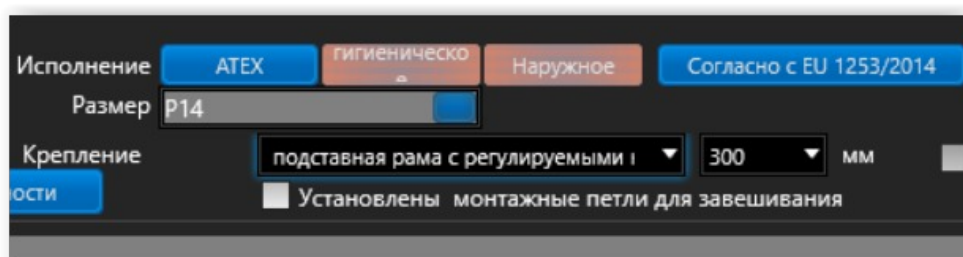 Исполнение ATEX гигиеническо Наружное Согласно с EU 1253/2014
е
Размер P14
Крепление подставная рама с регулируемыми 300 мм
ости Установлены монтажные петли для завешивания